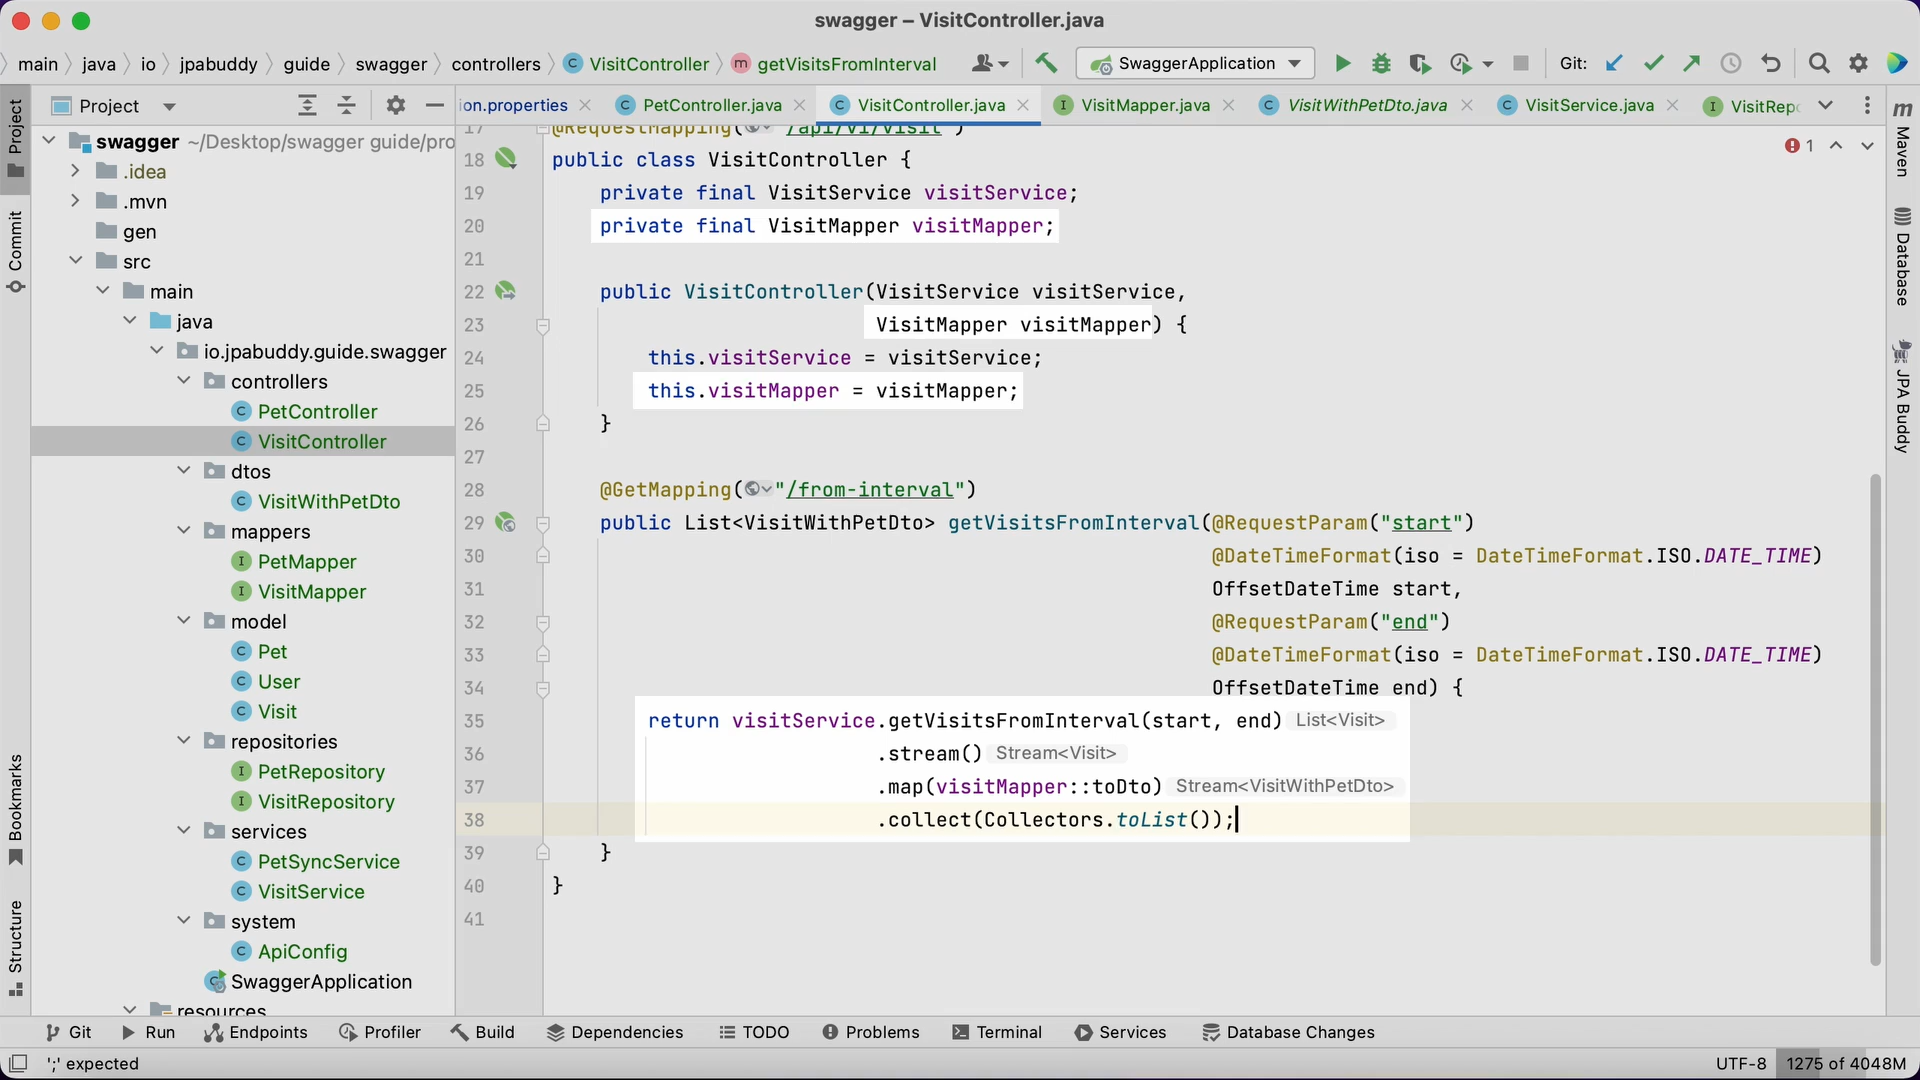 swagger – VisitController.java
main java io jpabuddy guide swagger controllers VisitController getVisitsFromInterval SwaggerApplication Git:
Project
ion.properties PetController.java VisitController.java VisitMapper.java VisitWithPetDto.java VisitService.java VisitRep
swagger ~/Desktop/swagger guide/pro
.idea
.mvn
gen
src
main
java
io.jpabuddy.guide.swagger
controllers
PetController
VisitController
dtos
VisitWithPetDto
mappers
PetMapper
VisitMapper
model
Pet
User
Visit
repositories
PetRepository
VisitRepository
services
PetSyncService
VisitService
system
ApiConfig
SwaggerApplication
resources
17 @RequestMapping("/api/v1/visit")
18 public class VisitController {
19 private final VisitService visitService;
20 private final VisitMapper visitMapper;
21
22 public VisitController(VisitService visitService,
23 VisitMapper visitMapper) {
24 this.visitService = visitService;
25 this.visitMapper = visitMapper;
26 }
27
28 @GetMapping("/from-interval")
29 public List<VisitWithPetDto> getVisitsFromInterval(@RequestParam("start")
30 @DateTimeFormat(iso = DateTimeFormat.ISO.DATE_TIME)
31 OffsetDateTime start,
32 @RequestParam("end")
33 @DateTimeFormat(iso = DateTimeFormat.ISO.DATE_TIME)
34 OffsetDateTime end) {
35 return visitService.getVisitsFromInterval(start, end) List<Visit>
36 .stream() Stream<Visit>
37 .map(visitMapper::toDto) Stream<VisitWithPetDto>
38 .collect(Collectors.toList());
39 }
40 }
41
1
Project
Commit
Bookmarks
Structure
m
Maven
Database
JPA Buddy
Git Run Endpoints Profiler Build Dependencies TODO Problems Terminal Services Database Changes
';' expected
UTF-8 1275 of 4048M